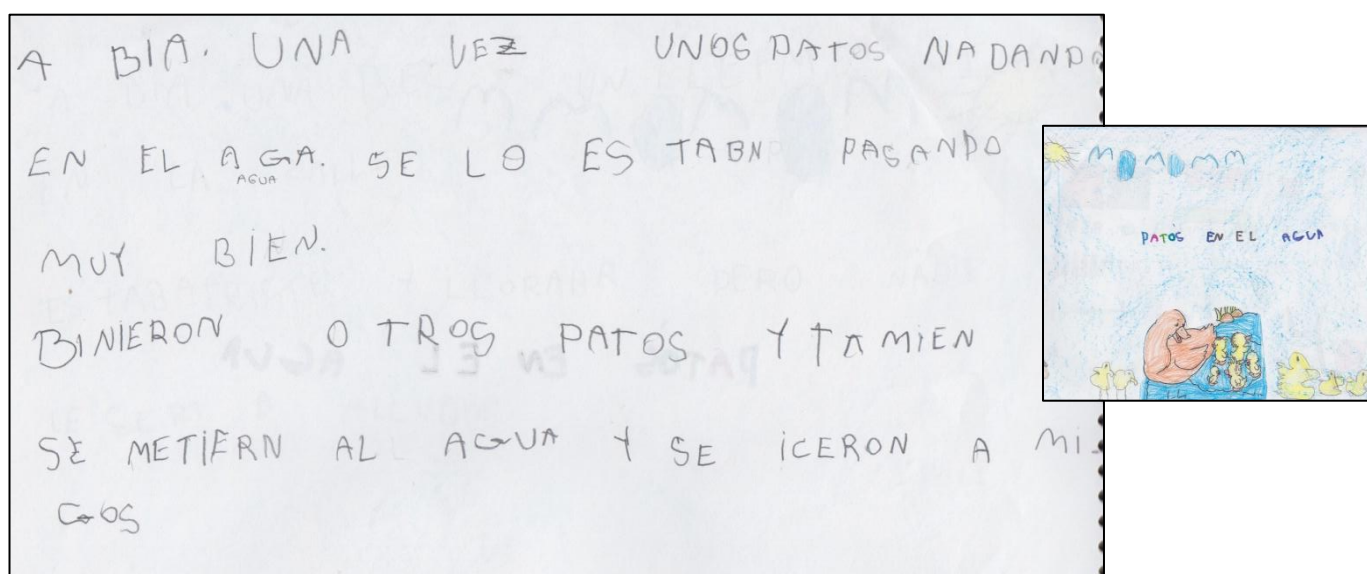 A BIA. UNA VEZ UNOS PATOS NADANDO
EN EL AGA. SE LO ES TABN PASANDO
AGUA
MUY BIEN.
BINIERON OTROS PATOS Y TAMIEN
SE METIERN AL AGUA Y SE ICERON A MI-
GOS
PATOS EN EL AGUA